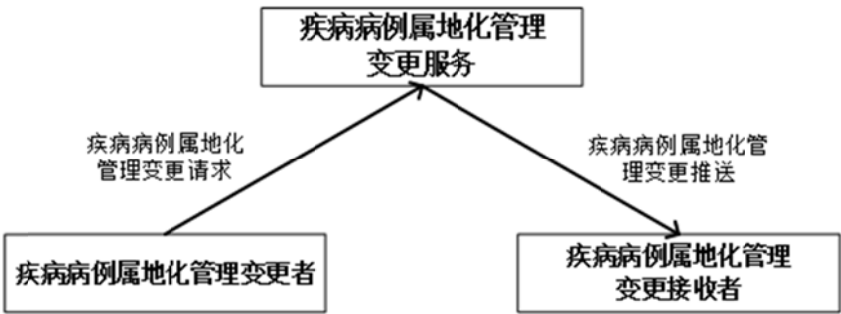 疾病病例属地化管理
变更服务
疾病病例属地化
管理变更请求
疾病病例属地化管
理变更推送
疾病病例属地化管理变更者
疾病病例属地化管理
变更接收者